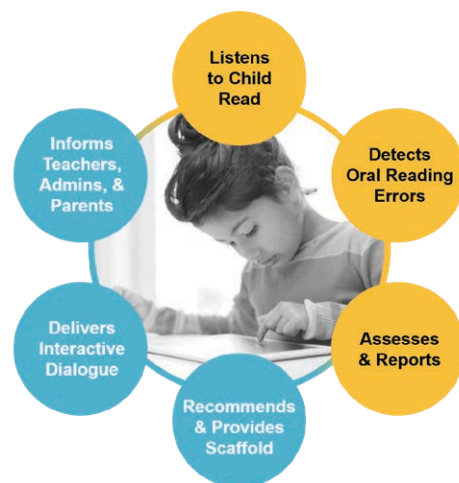 Listens
to Child
Read
Detects
Oral Reading
Errors
Assesses
& Reports
Recommends
& Provides
Scaffold
Delivers
Interactive
Dialogue
Informs
Teachers,
Admins, &
Parents